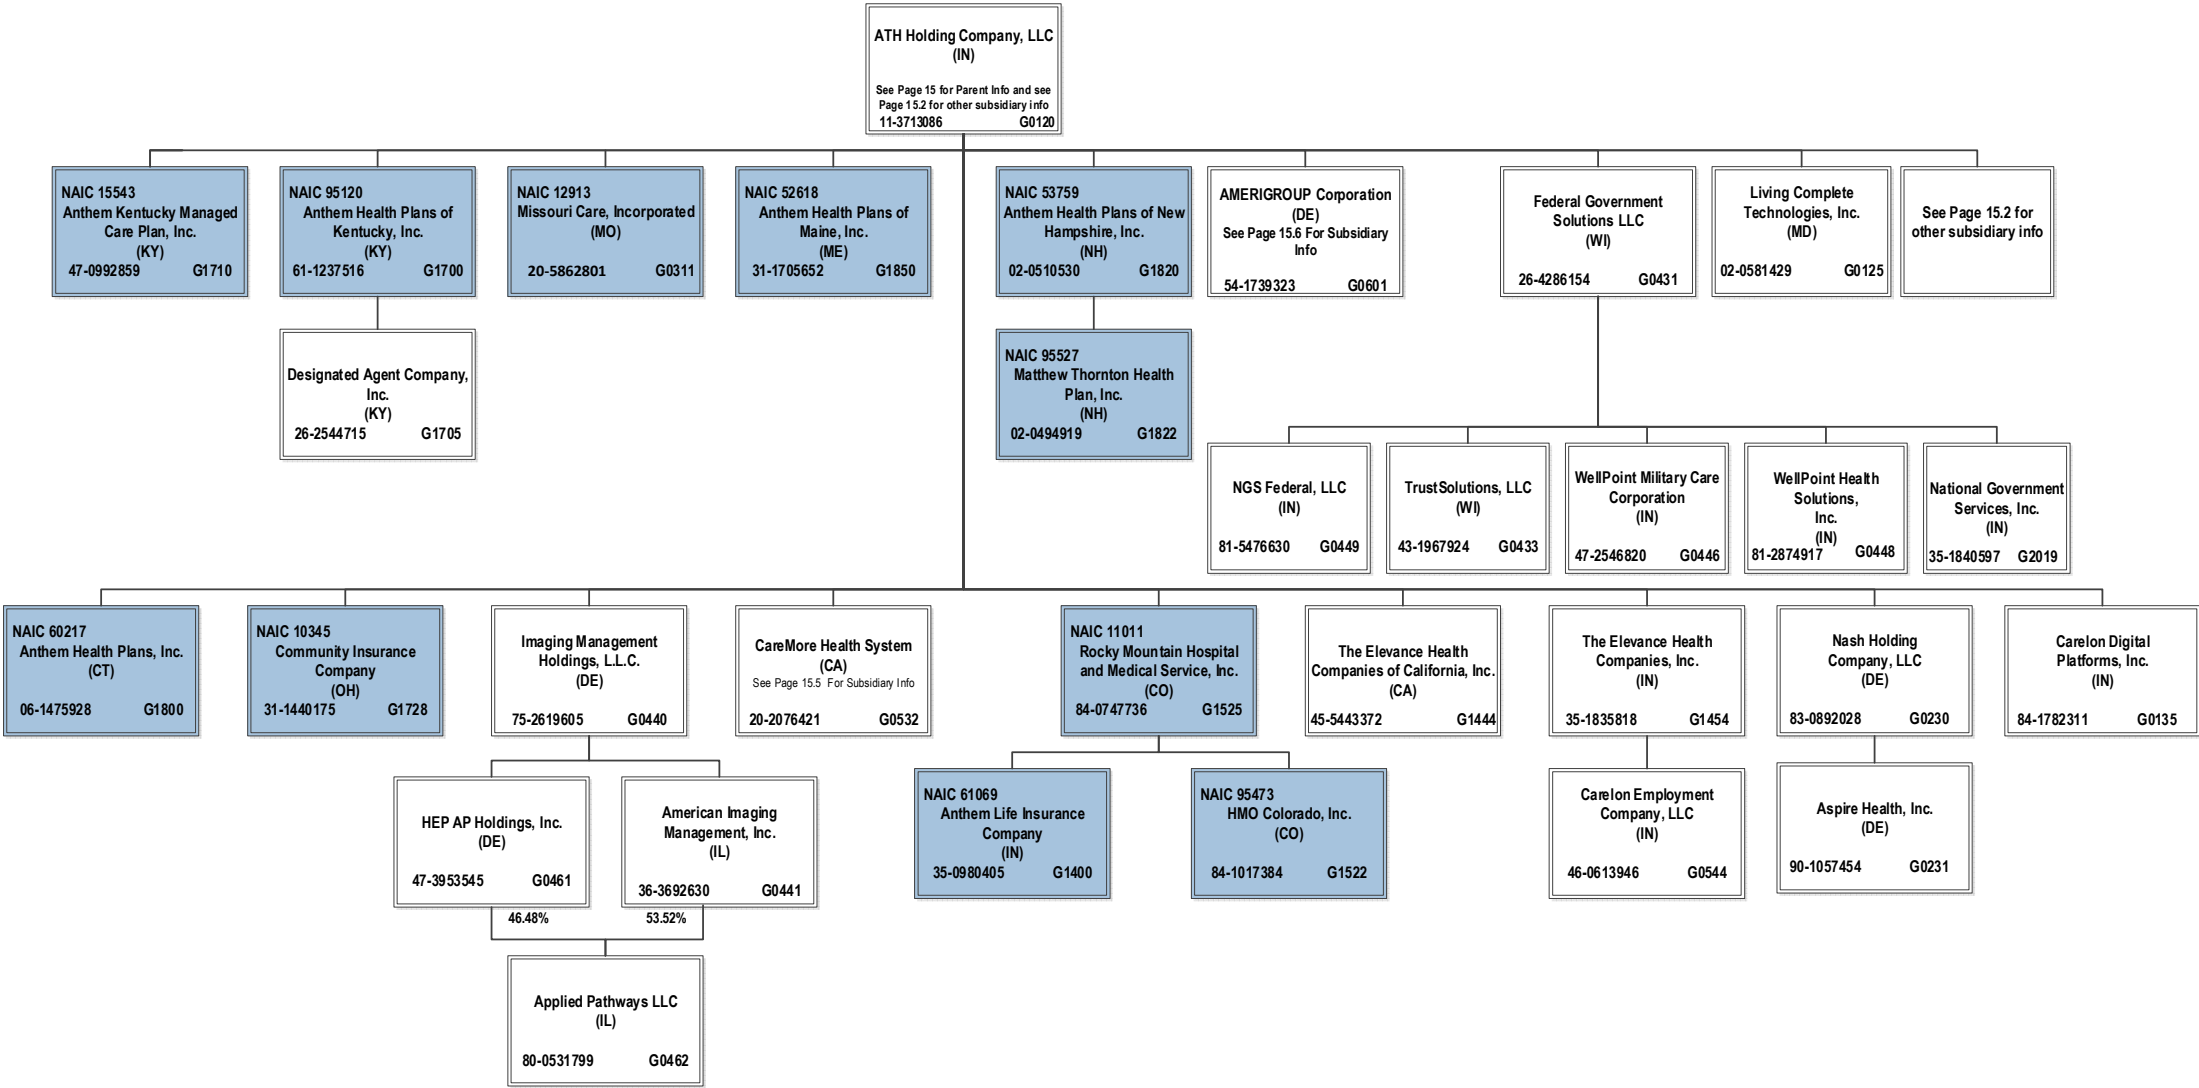 ATH Holding Company, LLC
(IN)
See Page 15 for Parent Info and see
Page 15.2 for other subsidiary info
11-3713086 G0120
NAIC 15543
Anthem Kentucky Managed
Care Plan, Inc.
(KY)
47-0992859 G1710
NAIC 95120
Anthem Health Plans of
Kentucky, Inc.
(KY)
61-1237516 G1700
NAIC 12913
Missouri Care, Incorporated
(MO)
20-5862801 G0311
NAIC 52618
Anthem Health Plans of
Maine, Inc.
(ME)
31-1705652 G1850
NAIC 53759
Anthem Health Plans of New
Hampshire, Inc.
(NH)
02-0510530 G1820
AMERIGROUP Corporation
(DE)
See Page 15.6 For Subsidiary
Info
54-1739323 G0601
Federal Government
Solutions LLC
(WI)
26-4286154 G0431
Living Complete
Technologies, Inc.
(MD)
02-0581429 G0125
See Page 15.2 for
other subsidiary info
Designated Agent Company,
Inc.
(KY)
26-2544715 G1705
NAIC 95527
Matthew Thornton Health
Plan, Inc.
(NH)
02-0494919 G1822
NGS Federal, LLC
(IN)
81-5476630 G0449
TrustSolutions, LLC
(WI)
43-1967924 G0433
WellPoint Military Care
Corporation
(IN)
47-2546820 G0446
WellPoint Health
Solutions,
Inc.
(IN)
81-2874917 G0448
National Government
Services, Inc.
(IN)
35-1840597 G2019
NAIC 60217
Anthem Health Plans, Inc.
(CT)
06-1475928 G1800
NAIC 10345
Community Insurance
Company
(OH)
31-1440175 G1728
Imaging Management
Holdings, L.L.C.
(DE)
75-2619605 G0440
CareMore Health System
(CA)
See Page 15.5 For Subsidiary Info
20-2076421 G0532
NAIC 11011
Rocky Mountain Hospital
and Medical Service, Inc.
(CO)
84-0747736 G1525
The Elevance Health
Companies of California, Inc.
(CA)
45-5443372 G1444
The Elevance Health
Companies, Inc.
(IN)
35-1835818 G1454
Nash Holding
Company, LLC
(DE)
83-0892028 G0230
Carelon Digital
Platforms, Inc.
(IN)
84-1782311 G0135
HEP AP Holdings, Inc.
(DE)
47-3953545 G0461
American Imaging
Management, Inc.
(IL)
36-3692630 G0441
NAIC 61069
Anthem Life Insurance
Company
(IN)
35-0980405 G1400
NAIC 95473
HMO Colorado, Inc.
(CO)
84-1017384 G1522
Carelon Employment
Company, LLC
(IN)
46-0613946 G0544
Aspire Health, Inc.
(DE)
90-1057454 G0231
46.48% 53.52%
Applied Pathways LLC
(IL)
80-0531799 G0462